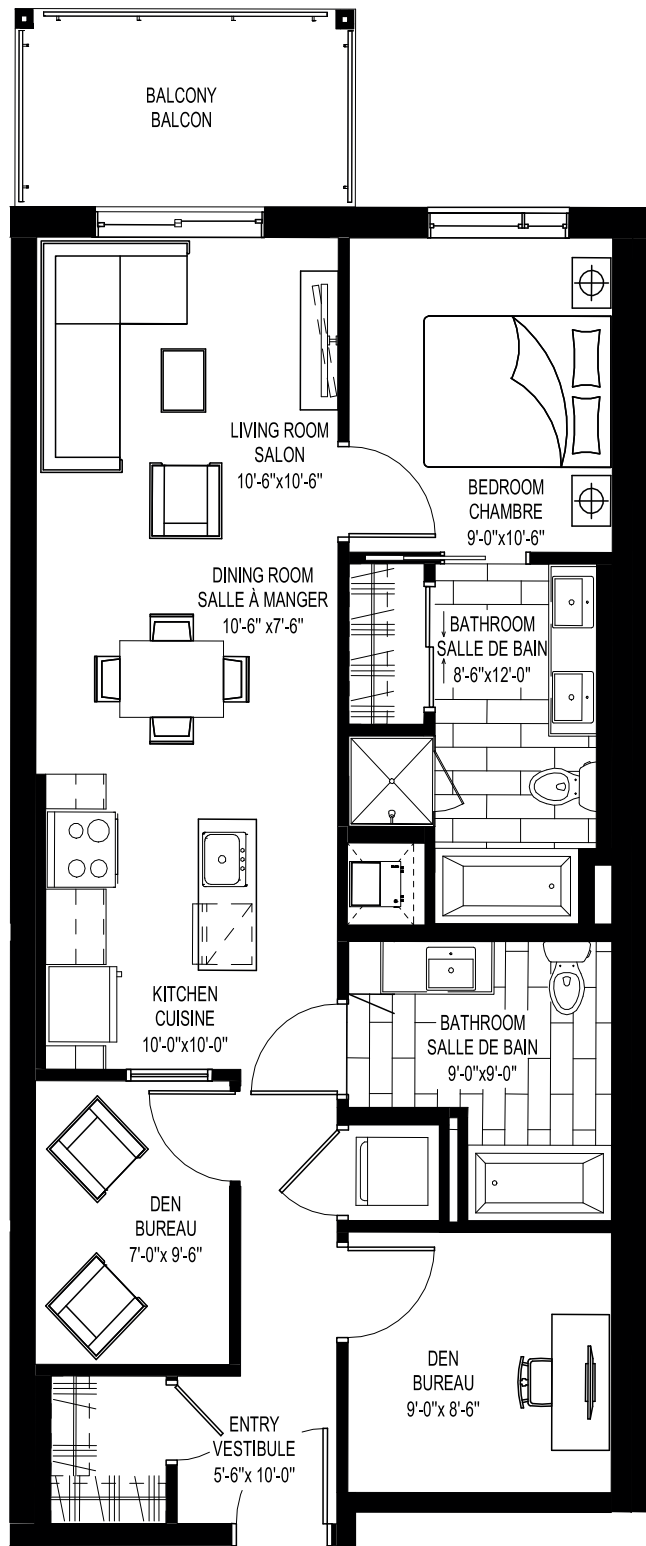 BALCONY
BALCON
LIVING ROOM
SALON
10'-6"x10'-6"
BEDROOM
CHAMBRE
9'-0"x10'-6"
DINING ROOM
SALLE À MANGER
10'-6" x7'-6"
BATHROOM
SALLE DE BAIN
8'-6"x12'-0"
KITCHEN
CUISINE
10'-0"x10'-0"
BATHROOM
SALLE DE BAIN
9'-0"x9'-0"
DEN
BUREAU
7'-0"x 9'-6"
DEN
BUREAU
9'-0"x 8'-6"
ENTRY
VESTIBULE
5'-6"x 10'-0"